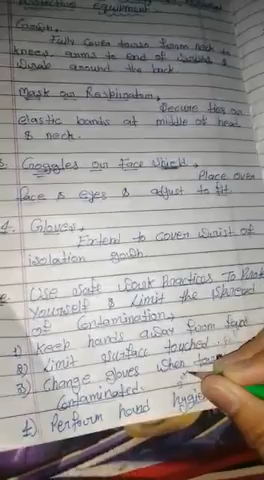 Protective equipment
Gown,
Fully cover torso from neck to
knees, arms to end of wrists &
wrap around the back
Mask or Respirator,
Secure ties or
elastic bands at middle of head
& neck.
3. Goggles or Face Shield,
Place over
face & eyes & adjust to fit
4. Gloves,
Extend to cover wrist of
isolation gown.
Use Safe Work Practices To Prot
Yourself & Limit the Spread
of Contamination,
1) Keep hands away from face
2) Limit surface touched.
3) Change gloves when torn
Contaminated.
4) Perform hand hygie